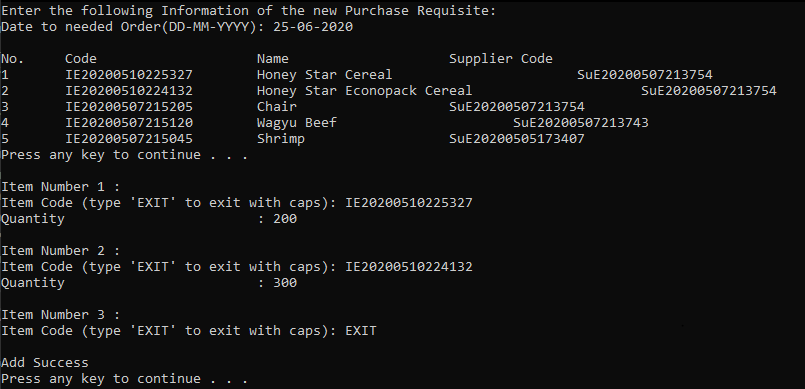 Enter the following Information of the new Purchase Requisite:
Date to needed Order(DD-MM-YYYY): 25-06-2020
No. Code Name Supplier Code
1 IE20200510225327 Honey Star Cereal SuE20200507213754
2 IE20200510224132 Honey Star Econopack Cereal SuE20200507213754
3 IE20200507215205 Chair SuE20200507213754
4 IE20200507215120 Wagyu Beef SuE20200507213743
5 IE20200507215045 Shrimp SuE20200505173407
Press any key to continue . . .
Item Number 1 :
Item Code (type 'EXIT' to exit with caps): IE20200510225327
Quantity : 200
Item Number 2 :
Item Code (type 'EXIT' to exit with caps): IE20200510224132
Quantity : 300
Item Number 3 :
Item Code (type 'EXIT' to exit with caps): EXIT
Add Success
Press any key to continue . . .